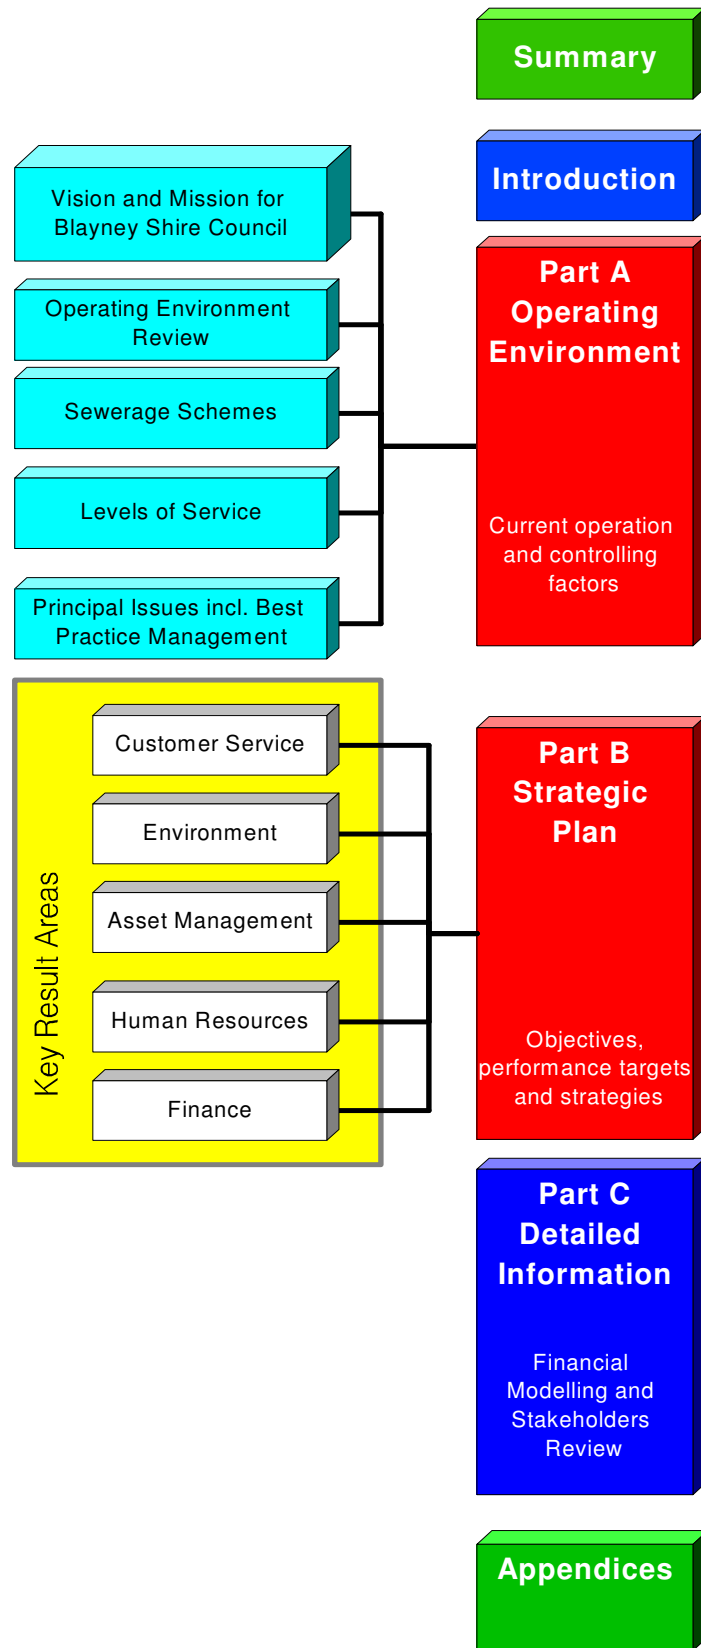 Summary
Introduction
Vision and Mission for
Blayney Shire Council
Operating Environment
Review
Sewerage Schemes
Levels of Service
Principal Issues incl. Best
Practice Management
Part A
Operating
Environment
Current operation
and controlling
factors
Key Result Areas
Customer Service
Environment
Asset Management
Human Resources
Finance
Part B
Strategic
Plan
Objectives,
performance targets
and strategies
Part C
Detailed
Information
Financial
Modelling and
Stakeholders
Review
Appendices